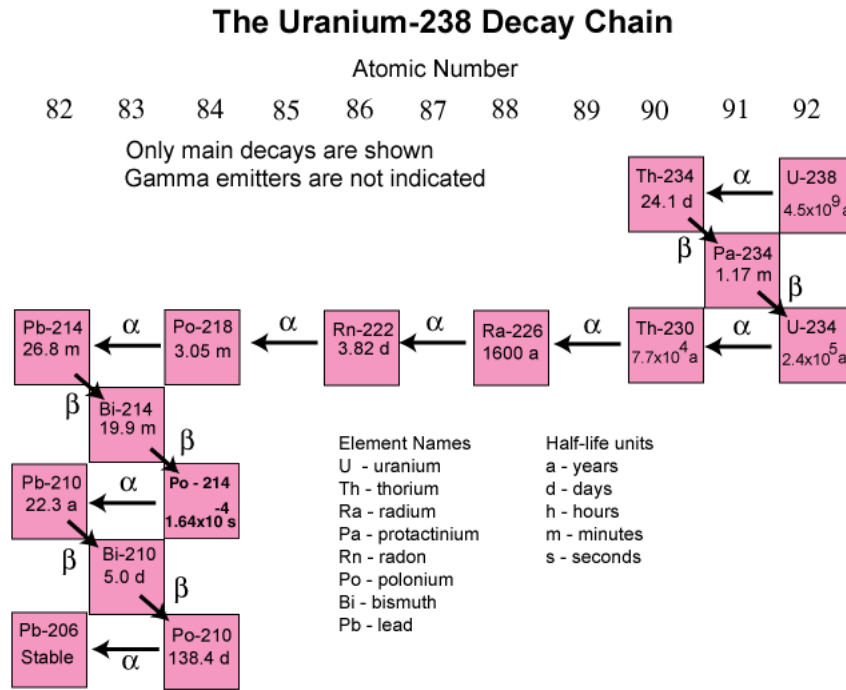 The Uranium-238 Decay Chain
Atomic Number
82 83 84 85 86 87 88 89 90 91 92
Only main decays are shown
Gamma emitters are not indicated
Th-234
24.1 d
α
U-238
4.5x10⁹ a
β
Pa-234
1.17 m
β
Pb-214
26.8 m
α
Po-218
3.05 m
α
Rn-222
3.82 d
α
Ra-226
1600 a
α
Th-230
7.7x10⁴ a
α
U-234
2.4x10⁵ a
β
Bi-214
19.9 m
β
Pb-210
22.3 a
α
Po - 214
-4
1.64x10 s
β
Bi-210
5.0 d
β
Pb-206
Stable
α
Po-210
138.4 d
Element Names
U - uranium
Th - thorium
Ra - radium
Pa - protactinium
Rn - radon
Po - polonium
Bi - bismuth
Pb - lead
Half-life units
a - years
d - days
h - hours
m - minutes
s - seconds